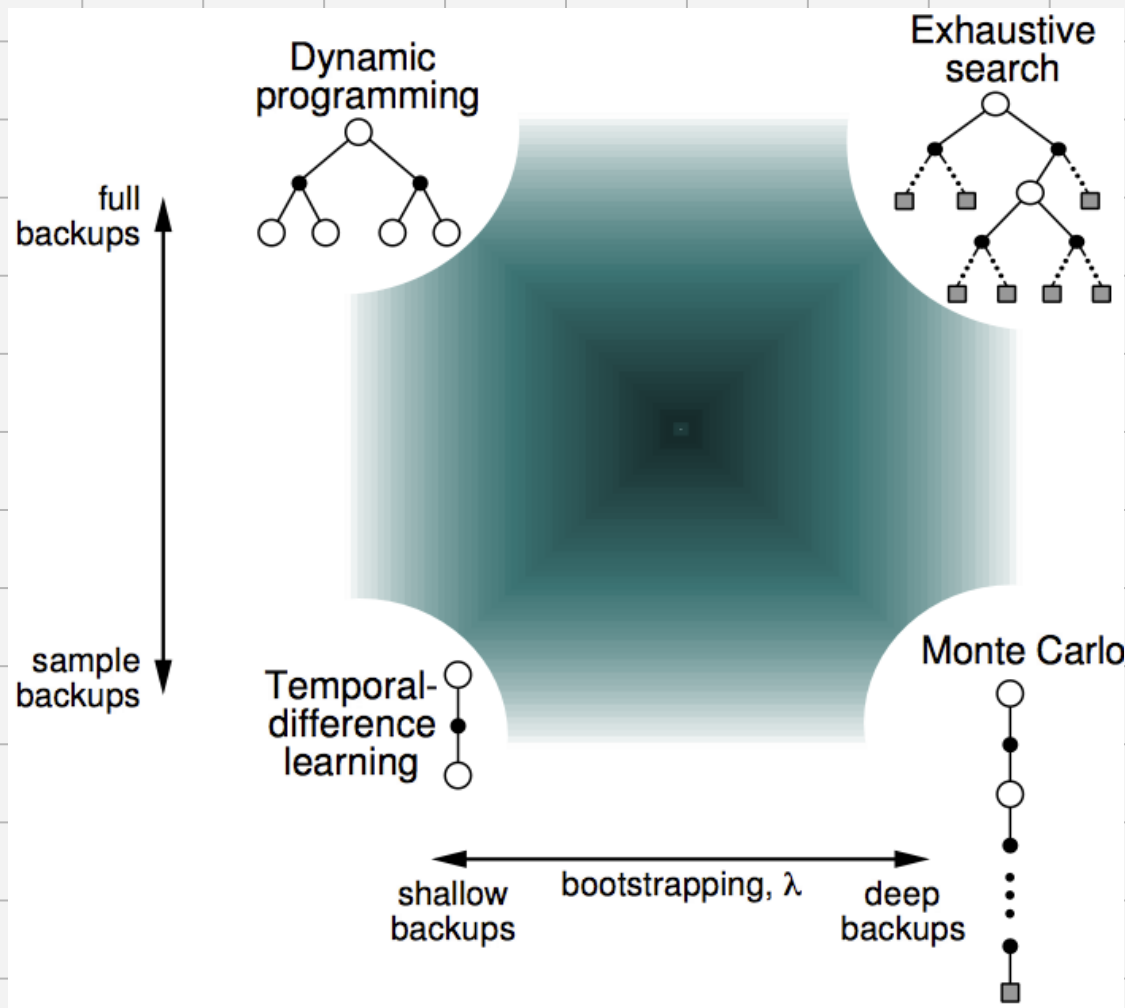 Dynamic
programming
Exhaustive
search
full
backups
sample
backups
Temporal-
difference
learning
Monte Carlo
bootstrapping, λ
shallow
backups
deep
backups